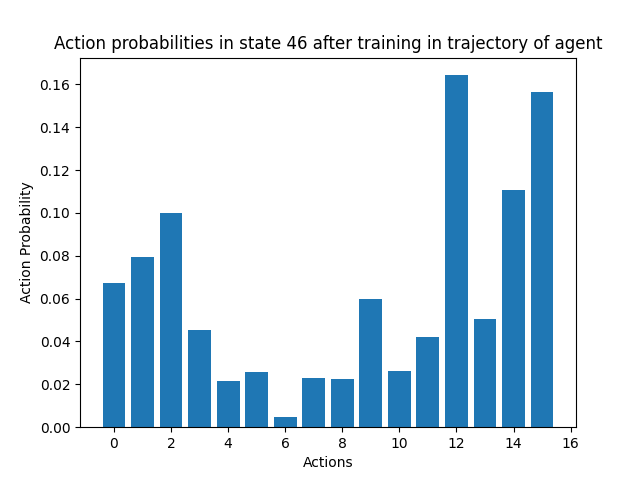 Action probabilities in state 46 after training in trajectory of agent
0.16
0.14
0.12
0.10
0.08
0.06
0.04
0.02
0.00
Action Probability
0 2 4 6 8 10 12 14 16
Actions